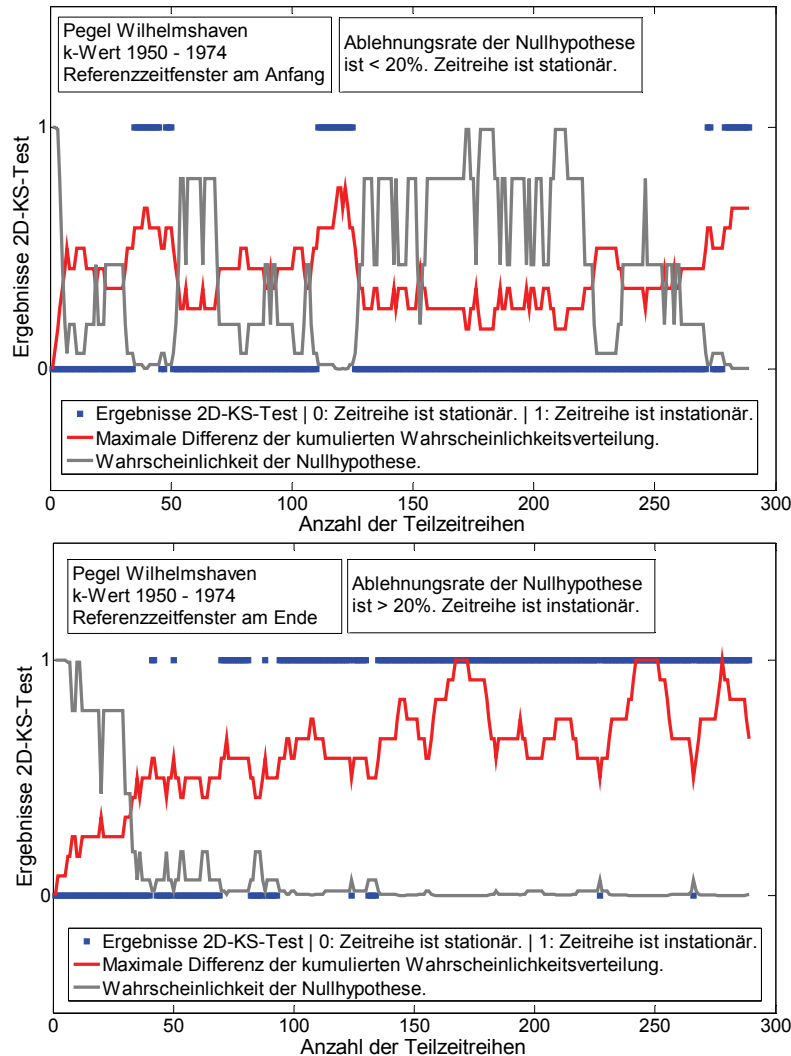 Pegel Wilhelmshaven
k-Wert 1950 - 1974
Referenzzeitfenster am Anfang
Ablehnungsrate der Nullhypothese
ist < 20%. Zeitreihe ist stationär.
Ergebnisse 2D-KS-Test
1
0
Ergebnisse 2D-KS-Test | 0: Zeitreihe ist stationär. | 1: Zeitreihe ist instationär.
Maximale Differenz der kumulierten Wahrscheinlichkeitsverteilung.
Wahrscheinlichkeit der Nullhypothese.
0 50 100 150 200 250 300
Anzahl der Teilzeitreihen
Pegel Wilhelmshaven
k-Wert 1950 - 1974
Referenzzeitfenster am Ende
Ablehnungsrate der Nullhypothese
ist > 20%. Zeitreihe ist instationär.
Ergebnisse 2D-KS-Test
1
0
Ergebnisse 2D-KS-Test | 0: Zeitreihe ist stationär. | 1: Zeitreihe ist instationär.
Maximale Differenz der kumulierten Wahrscheinlichkeitsverteilung.
Wahrscheinlichkeit der Nullhypothese.
0 50 100 150 200 250 300
Anzahl der Teilzeitreihen